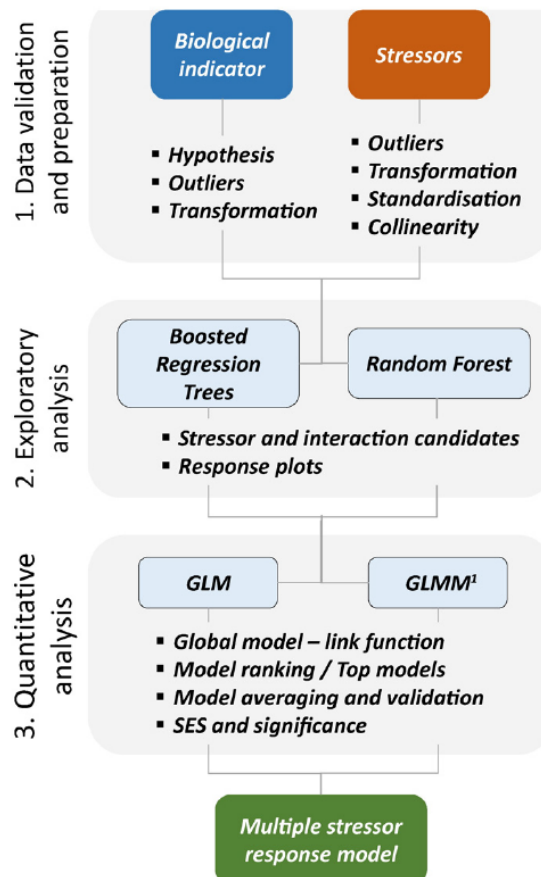 1. Data validation
and preparation
Biological
indicator
Stressors
▪ Hypothesis
▪ Outliers
▪ Transformation
▪ Outliers
▪ Transformation
▪ Standardisation
▪ Collinearity
2. Exploratory
analysis
Boosted
Regression
Trees
Random Forest
▪ Stressor and interaction candidates
▪ Response plots
3. Quantitative
analysis
GLM
GLMM¹
▪ Global model – link function
▪ Model ranking / Top models
▪ Model averaging and validation
▪ SES and significance
Multiple stressor
response model